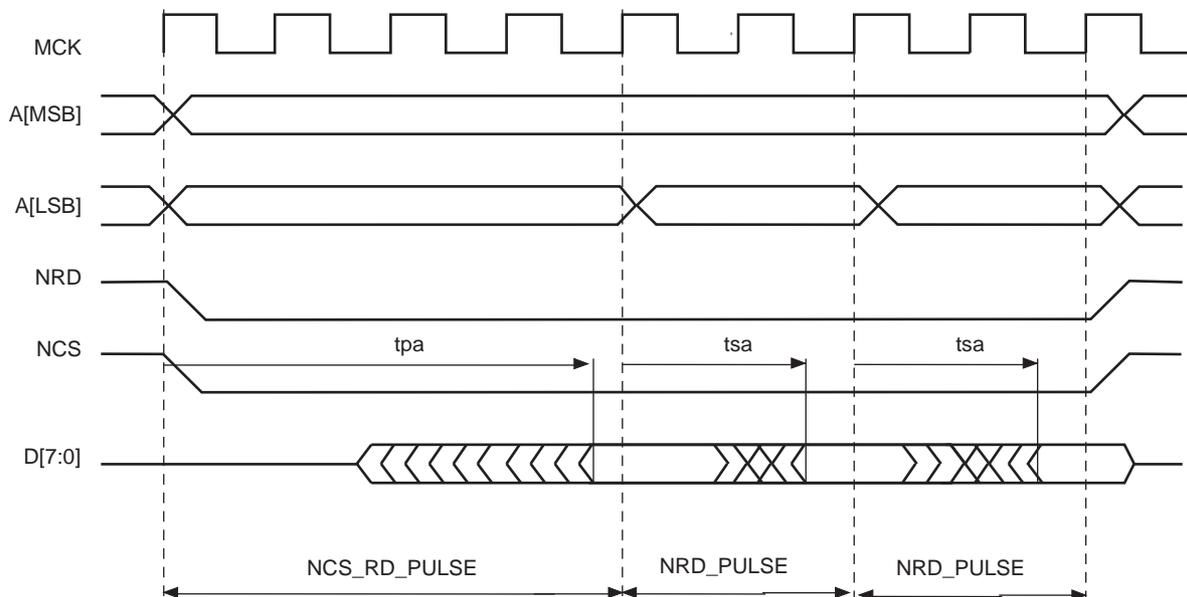 MCK
A[MSB]
A[LSB]
NRD
NCS
tpa
tsa
tsa
D[7:0]
NCS_RD_PULSE
NRD_PULSE
NRD_PULSE